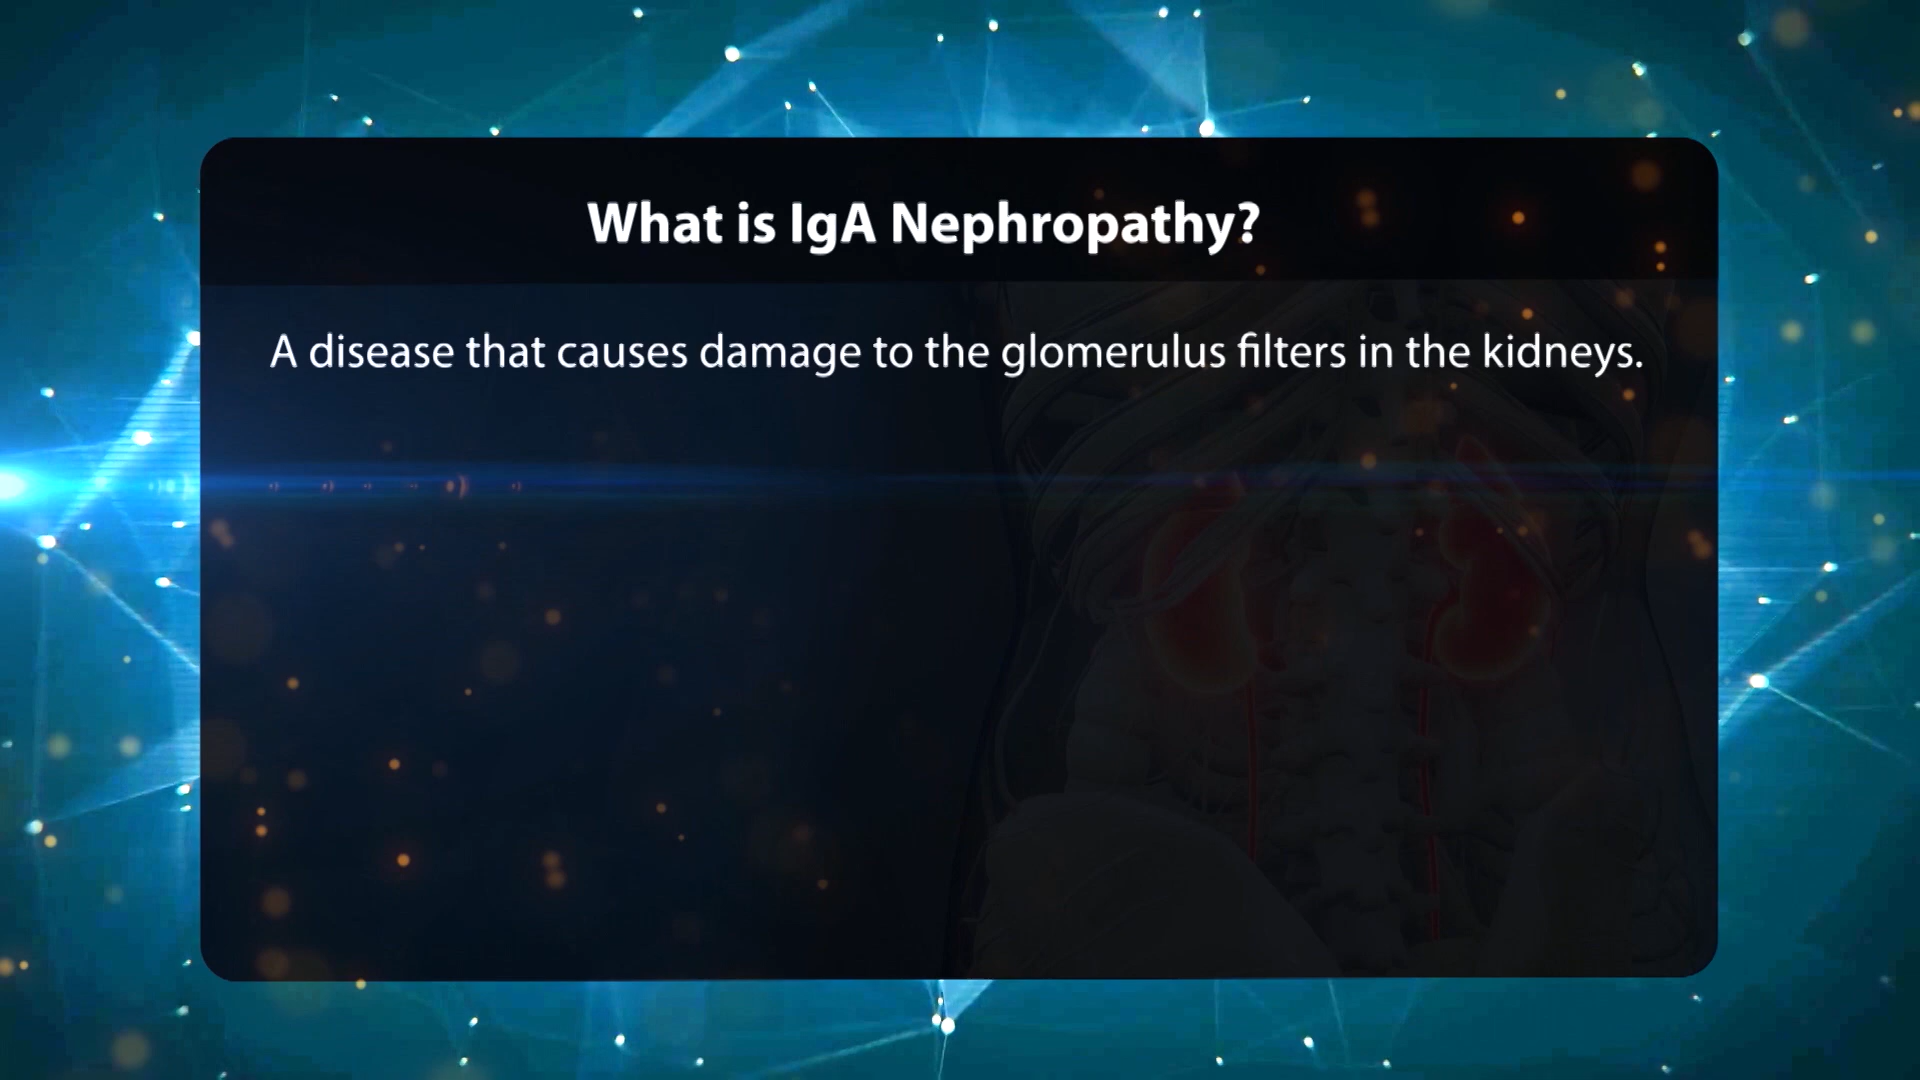 What is IgA Nephropathy?
A disease that causes damage to the glomerulus filters in the kidneys.